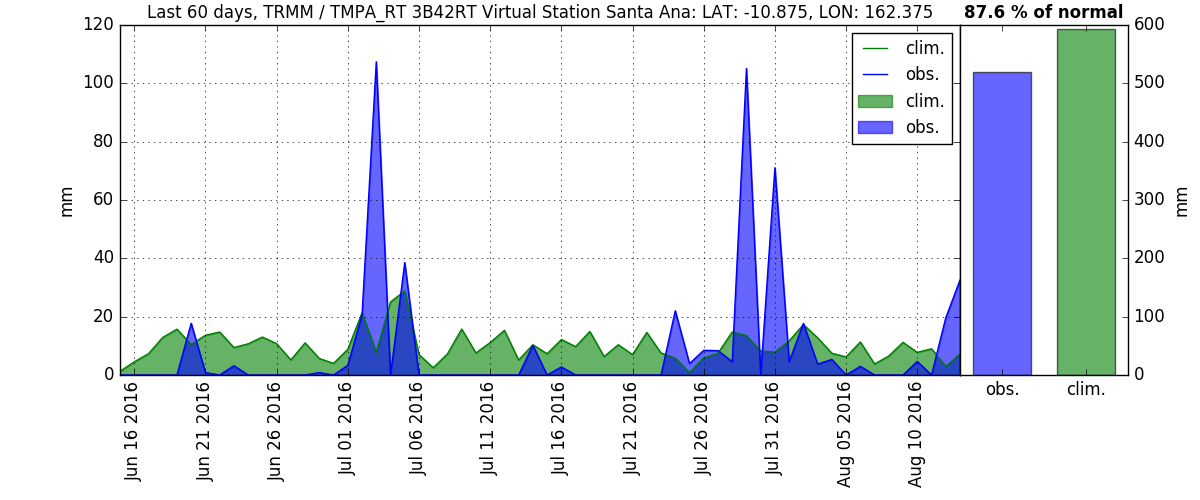 Last 60 days, TRMM / TMPA_RT 3B42RT Virtual Station Santa Ana: LAT: -10.875, LON: 162.375
87.6 % of normal
120
100
80
60
40
20
0
mm
clim.
obs.
clim.
obs.
Jun 16 2016
Jun 21 2016
Jun 26 2016
Jul 01 2016
Jul 06 2016
Jul 11 2016
Jul 16 2016
Jul 21 2016
Jul 26 2016
Jul 31 2016
Aug 05 2016
Aug 10 2016
600
500
400
300
200
100
0
mm
obs.
clim.